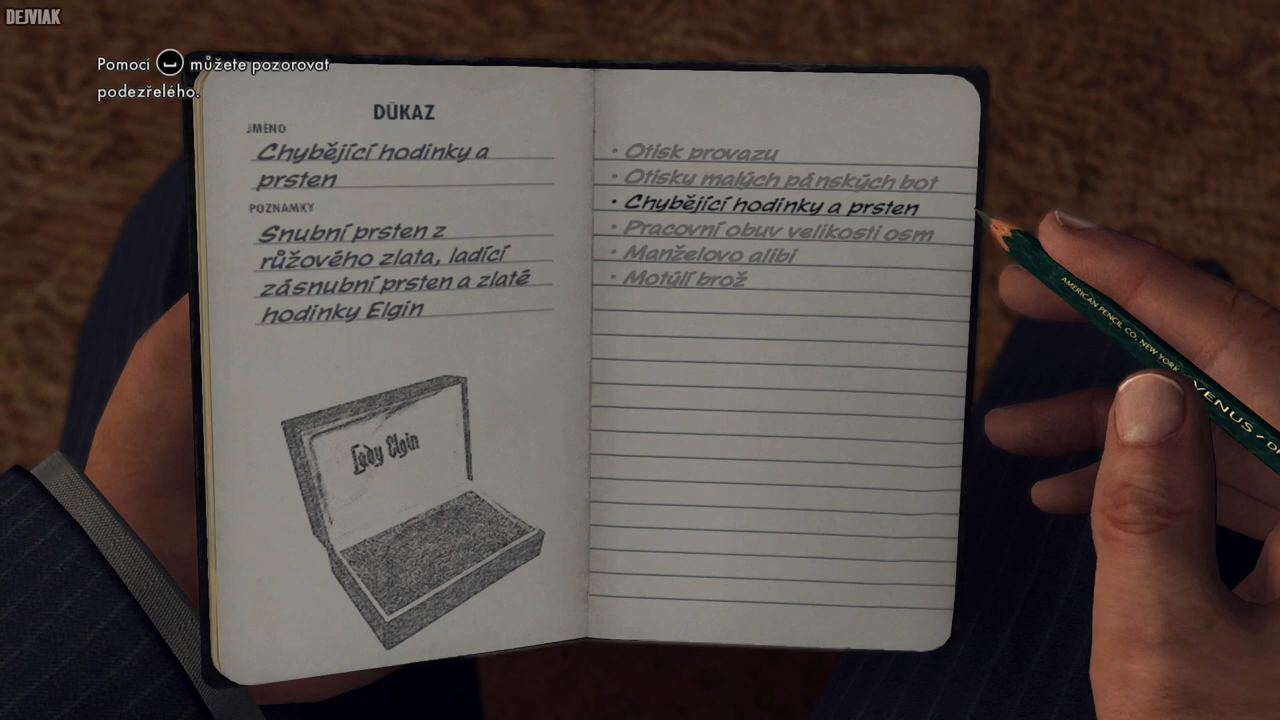 DEJVIAK
Pomocí můžete pozorovat
podezřelého.
DŮKAZ
JMÉNO
Chybějící hodinky a
prsten
POZNÁMKY
Snubní prsten z
růžového zlata, ladící
zásnubní prsten a zlaté
hodinky Elgin
Lady Elgin
• Otisk provazu
• Otisky malých pánských bot
• Chybějící hodinky a prsten
• Pracovní obuv velikosti osm
• Manželovo alibi
• Motýlí brož
AMERICAN PENCIL CO. NEW YORK
VENUS